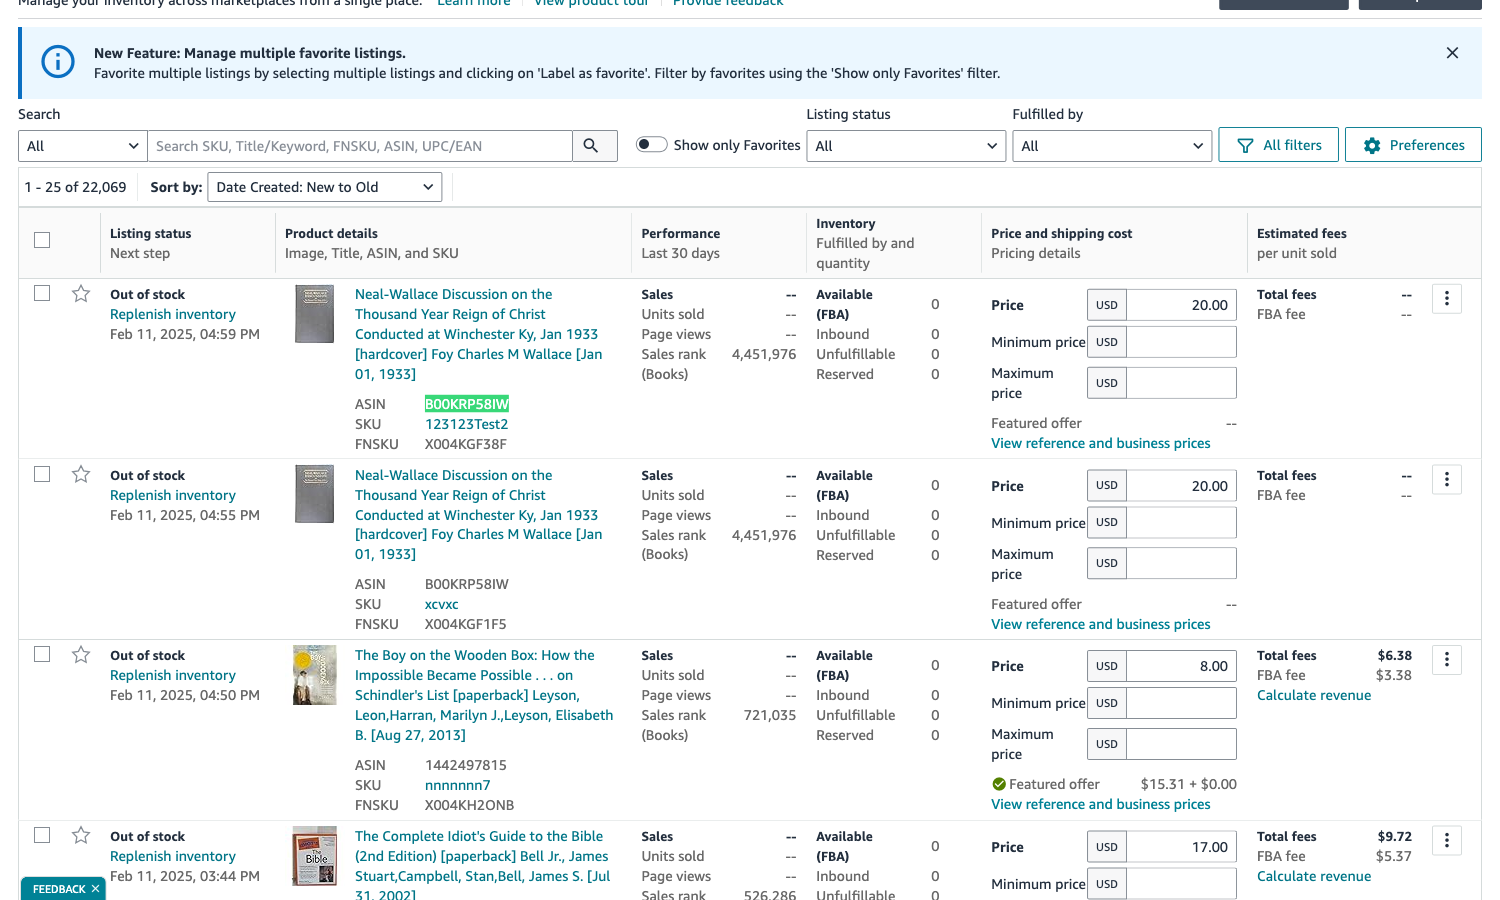 Manage your inventory across marketplaces from a single place. Learn more View product tour Provide feedback
New Feature: Manage multiple favorite listings.
Favorite multiple listings by selecting multiple listings and clicking on 'Label as favorite'. Filter by favorites using the 'Show only Favorites' filter.
Search
Listing status
Fulfilled by
All
Search SKU, Title/Keyword, FNSKU, ASIN, UPC/EAN
Show only Favorites
All
All
All filters
Preferences
1 - 25 of 22,069
Sort by:
Date Created: New to Old
Listing status
Next step
Product details
Image, Title, ASIN, and SKU
Performance
Last 30 days
Inventory
Fulfilled by and
quantity
Price and shipping cost
Pricing details
Estimated fees
per unit sold
Out of stock
Replenish inventory
Feb 11, 2025, 04:59 PM
Neal-Wallace Discussion on the
Thousand Year Reign of Christ
Conducted at Winchester Ky, Jan 1933
[hardcover] Foy Charles M Wallace [Jan
01, 1933]
ASIN B00KRP58IW
SKU 123123Test2
FNSKU X004KGF38F
Sales --
Units sold --
Page views --
Sales rank 4,451,976
(Books)
Available 0
(FBA)
Inbound 0
Unfulfillable 0
Reserved 0
Price USD 20.00
Minimum price USD
Maximum
price
USD
Featured offer --
View reference and business prices
Total fees --
FBA fee --
Out of stock
Replenish inventory
Feb 11, 2025, 04:55 PM
Neal-Wallace Discussion on the
Thousand Year Reign of Christ
Conducted at Winchester Ky, Jan 1933
[hardcover] Foy Charles M Wallace [Jan
01, 1933]
ASIN B00KRP58IW
SKU xcvxc
FNSKU X004KGF1F5
Sales --
Units sold --
Page views --
Sales rank 4,451,976
(Books)
Available 0
(FBA)
Inbound 0
Unfulfillable 0
Reserved 0
Price USD 20.00
Minimum price USD
Maximum
price
USD
Featured offer --
View reference and business prices
Total fees --
FBA fee --
Out of stock
Replenish inventory
Feb 11, 2025, 04:50 PM
The Boy on the Wooden Box: How the
Impossible Became Possible . . . on
Schindler's List [paperback] Leyson,
Leon,Harran, Marilyn J.,Leyson, Elisabeth
B. [Aug 27, 2013]
ASIN 1442497815
SKU nnnnnnn7
FNSKU X004KH2ONB
Sales --
Units sold --
Page views --
Sales rank 721,035
(Books)
Available 0
(FBA)
Inbound 0
Unfulfillable 0
Reserved 0
Price USD 8.00
Minimum price USD
Maximum
price
USD
Featured offer $15.31 + $0.00
View reference and business prices
Total fees $6.38
FBA fee $3.38
Calculate revenue
Out of stock
Replenish inventory
Feb 11, 2025, 03:44 PM
The Bible
The Complete Idiot's Guide to the Bible
(2nd Edition) [paperback] Bell Jr., James
Stuart,Campbell, Stan,Bell, James S. [Jul
31, 2002]
Sales --
Units sold --
Page views --
Sales rank 526,286
Available 0
(FBA)
Inbound 0
Unfulfillable 0
Price USD 17.00
Minimum price USD
Total fees $9.72
FBA fee $5.37
Calculate revenue
FEEDBACK